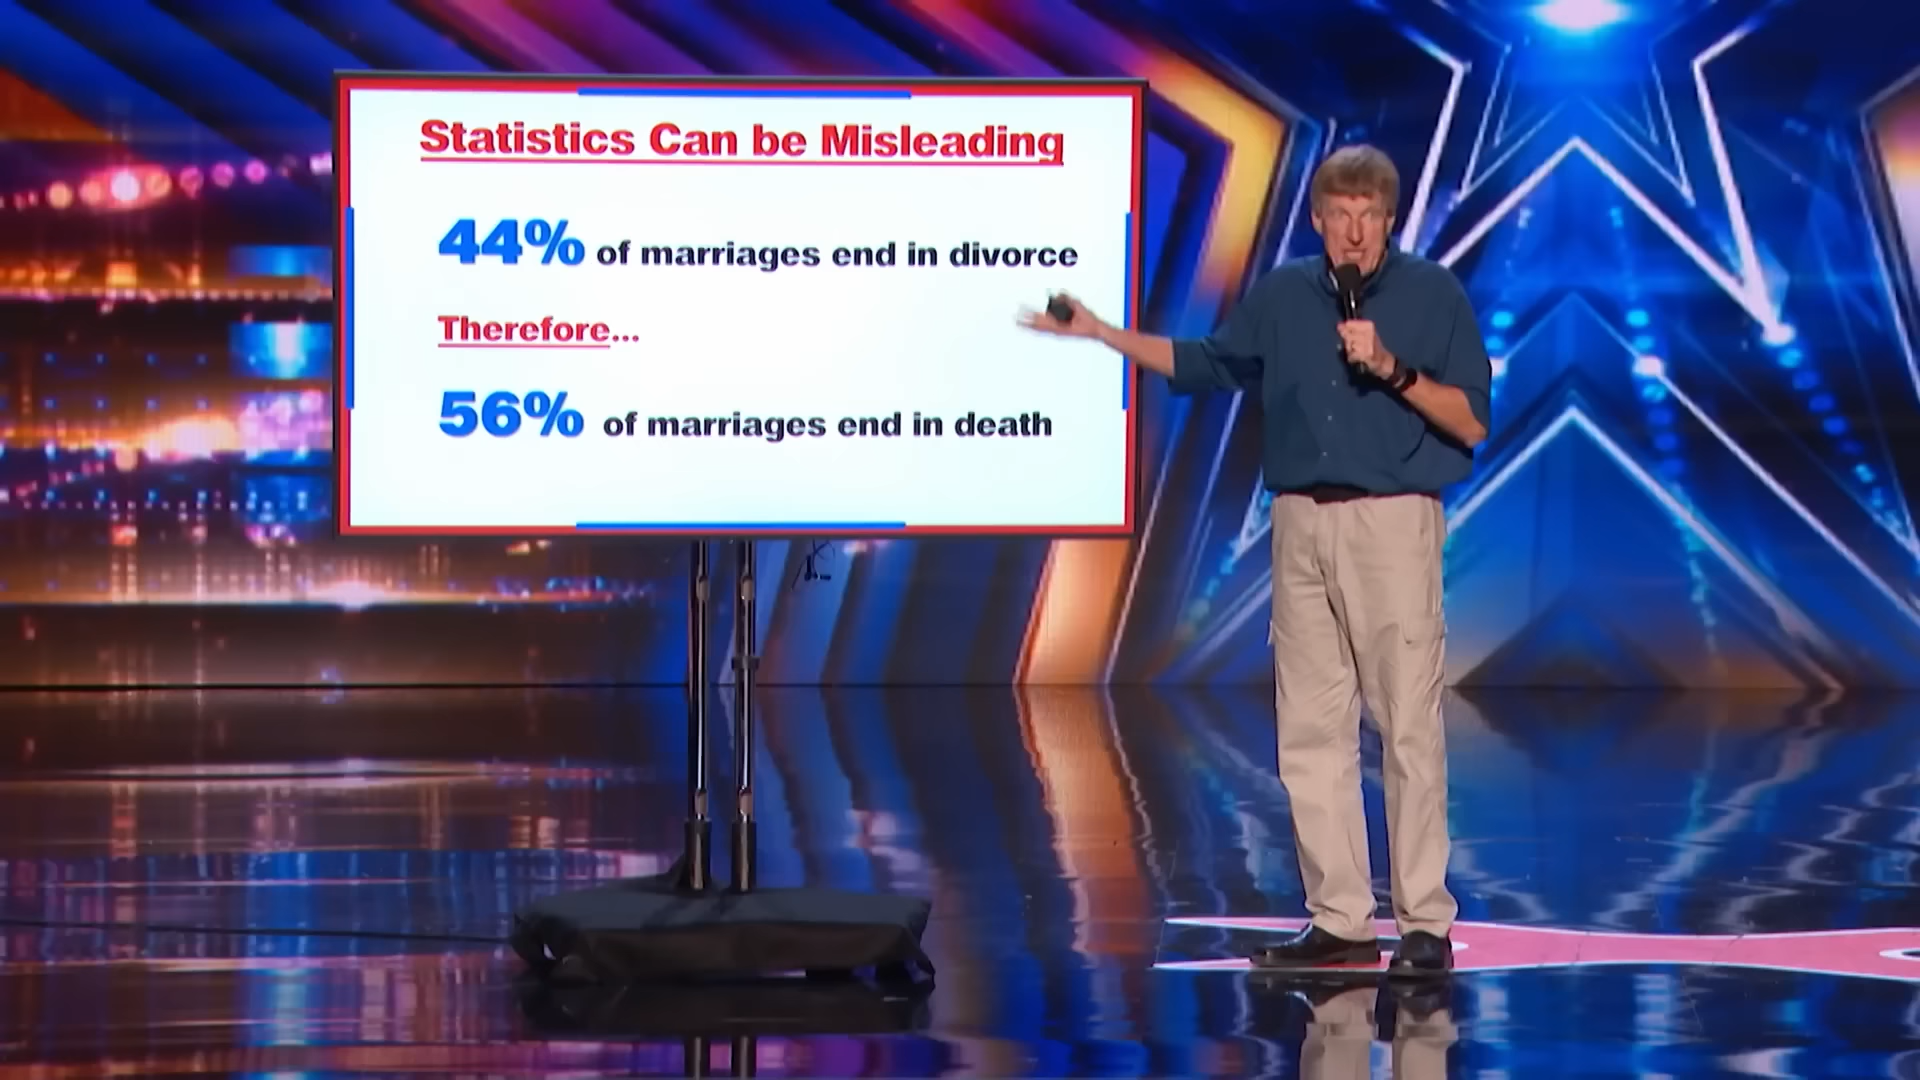 Statistics Can be Misleading
44% of marriages end in divorce
Therefore...
56% of marriages end in death